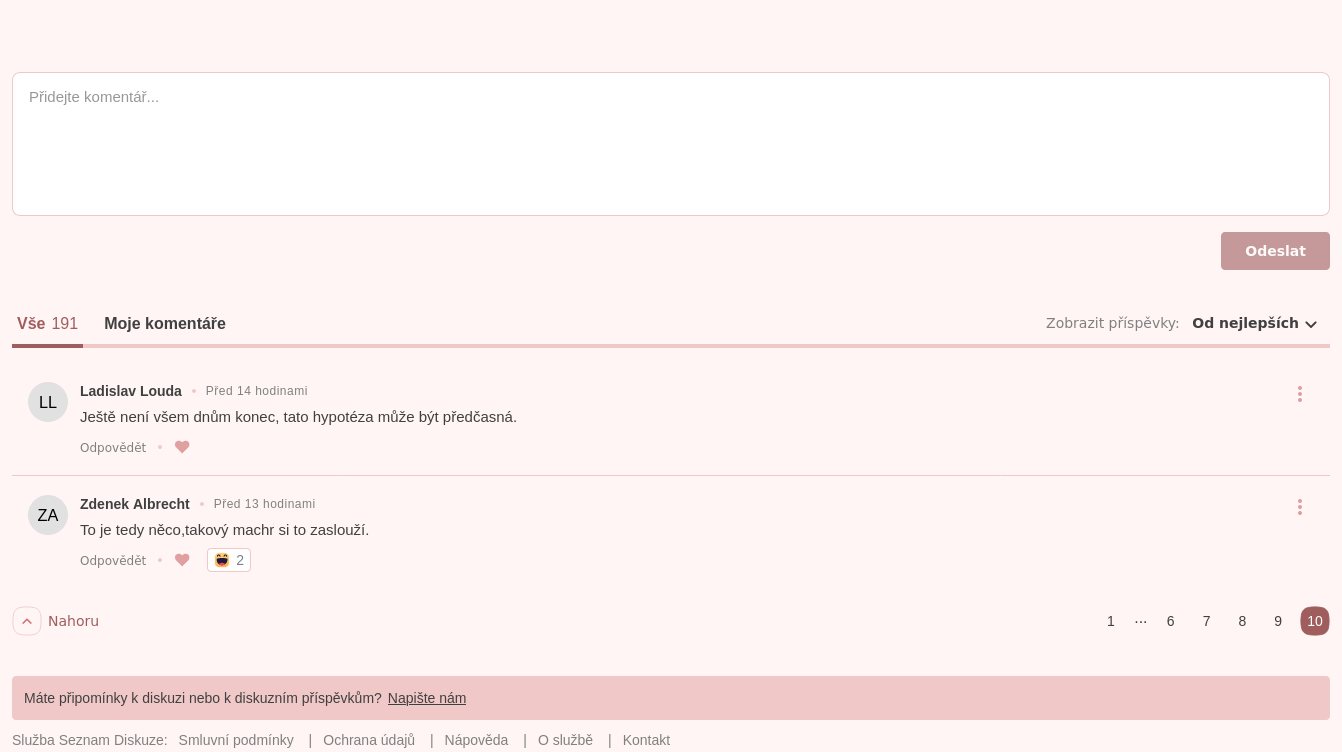 Přidejte komentář...
Odeslat
Vše 191 Moje komentáře Zobrazit příspěvky: Od nejlepších
LL Ladislav Louda • Před 14 hodinami
Ještě není všem dnům konec, tato hypotéza může být předčasná.
Odpovědět •
ZA Zdenek Albrecht • Před 13 hodinami
To je tedy něco,takový machr si to zaslouží.
Odpovědět • 2
Nahoru 1 ··· 6 7 8 9 10
Máte připomínky k diskuzi nebo k diskuzním příspěvkům? Napište nám
Služba Seznam Diskuze: Smluvní podmínky | Ochrana údajů | Nápověda | O službě | Kontakt